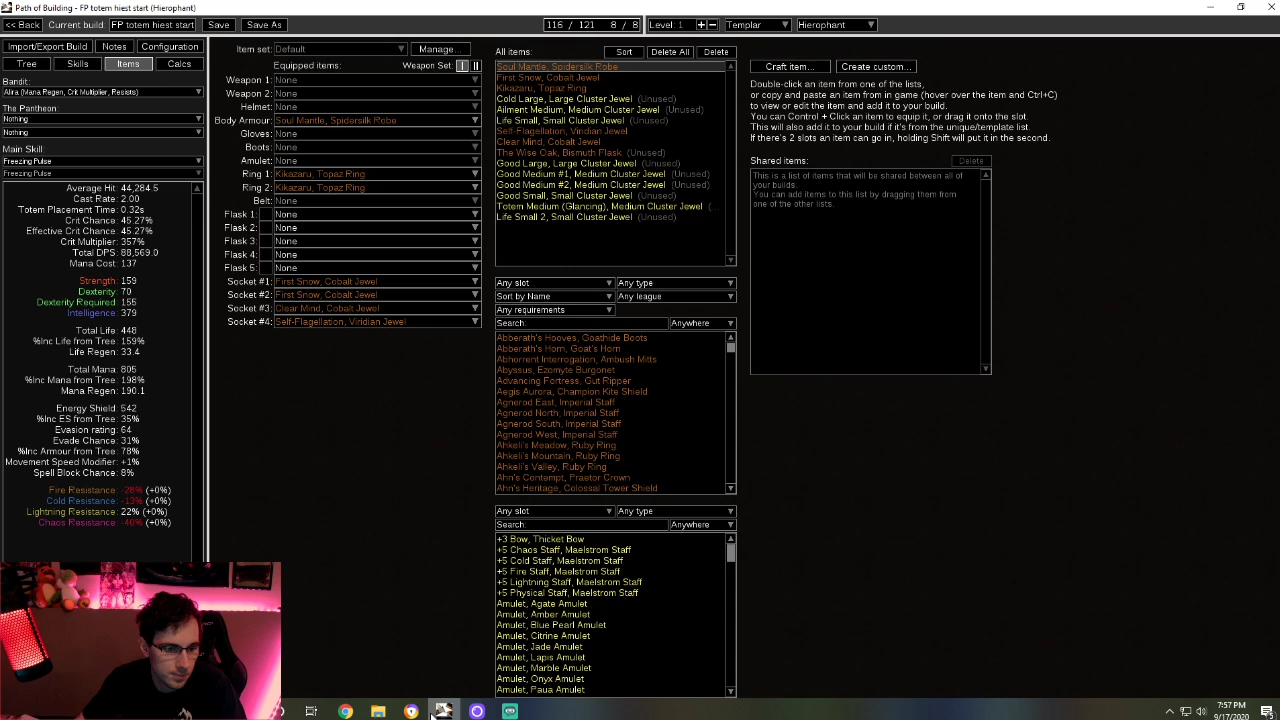 Path of Building - FP totem hiest start (Hierophant)
<< Back Current build: FP totem hiest start Save Save As 116 / 121 8 / 8 Level: 1 + - Templar Hierophant
Import/Export Build Notes Configuration
Tree Skills Items Calcs
Bandit:
Alira (Mana Regen, Crit Multiplier, Resists)
The Pantheon:
Nothing
Nothing
Main Skill:
Freezing Pulse
Freezing Pulse
Average Hit: 44,284.5
Cast Rate: 2.00
Totem Placement Time: 0.32s
Crit Chance: 45.27%
Effective Crit Chance: 45.27%
Crit Multiplier: 357%
Total DPS: 88,569.0
Mana Cost: 137
Strength: 159
Dexterity: 70
Dexterity Required: 155
Intelligence: 379
Total Life: 448
%Inc Life from Tree: 159%
Life Regen: 33.4
Total Mana: 805
%Inc Mana from Tree: 198%
Mana Regen: 190.1
Energy Shield: 542
%Inc ES from Tree: 35%
Evasion rating: 64
Evade Chance: 31%
%Inc Armour from Tree: 78%
Movement Speed Modifier: +1%
Spell Block Chance: 8%
Fire Resistance: -28% (+0%)
Cold Resistance: -13% (+0%)
Lightning Resistance: 22% (+0%)
Chaos Resistance: -40% (+0%)
Item set: Default Manage...
Equipped items: Weapon Set: I II
Weapon 1: None
Weapon 2: None
Helmet: None
Body Armour: Soul Mantle, Spidersilk Robe
Gloves: None
Boots: None
Amulet: None
Ring 1: Kikazaru, Topaz Ring
Ring 2: Kikazaru, Topaz Ring
Belt: None
Flask 1: None
Flask 2: None
Flask 3: None
Flask 4: None
Flask 5: None
Socket #1: First Snow, Cobalt Jewel
Socket #2: First Snow, Cobalt Jewel
Socket #3: Clear Mind, Cobalt Jewel
Socket #4: Self-Flagellation, Viridian Jewel
All items: Sort Delete All Delete
Soul Mantle, Spidersilk Robe
First Snow, Cobalt Jewel
Kikazaru, Topaz Ring
Cold Large, Large Cluster Jewel (Unused)
Ailment Medium, Medium Cluster Jewel (Unused)
Life Small, Small Cluster Jewel (Unused)
Self-Flagellation, Viridian Jewel
Clear Mind, Cobalt Jewel
The Wise Oak, Bismuth Flask (Unused)
Good Large, Large Cluster Jewel (Unused)
Good Medium #1, Medium Cluster Jewel (Unused)
Good Medium #2, Medium Cluster Jewel (Unused)
Good Small, Small Cluster Jewel (Unused)
Totem Medium (Glancing), Medium Cluster Jewel (...
Life Small 2, Small Cluster Jewel (Unused)
Any slot Any type
Sort by Name Any league
Any requirements
Search: Anywhere
Abberath's Hooves, Goathide Boots
Abberath's Horn, Goat's Horn
Abhorrent Interrogation, Ambush Mitts
Abyssus, Ezomyte Burgonet
Advancing Fortress, Gut Ripper
Aegis Aurora, Champion Kite Shield
Agnerod East, Imperial Staff
Agnerod North, Imperial Staff
Agnerod South, Imperial Staff
Agnerod West, Imperial Staff
Ahkeli's Meadow, Ruby Ring
Ahkeli's Mountain, Ruby Ring
Ahkeli's Valley, Ruby Ring
Ahn's Contempt, Praetor Crown
Ahn's Heritage, Colossal Tower Shield
Any slot Any type
Search: Anywhere
+3 Bow, Thicket Bow
+5 Chaos Staff, Maelstrom Staff
+5 Cold Staff, Maelstrom Staff
+5 Fire Staff, Maelstrom Staff
+5 Lightning Staff, Maelstrom Staff
+5 Physical Staff, Maelstrom Staff
Amulet, Agate Amulet
Amulet, Amber Amulet
Amulet, Blue Pearl Amulet
Amulet, Citrine Amulet
Amulet, Jade Amulet
Amulet, Lapis Amulet
Amulet, Marble Amulet
Amulet, Onyx Amulet
Amulet, Paua Amulet
Craft item... Create custom...
Double-click an item from one of the lists,
or copy and paste an item from in game (hover over the item and Ctrl+C)
to view or edit the item and add it to your build.
You can Control + Click an item to equip it, or drag it onto the slot.
This will also add it to your build if it's from the unique/template list.
If there's 2 slots an item can go in, holding Shift will put it in the second.
Shared items: Delete
This is a list of items that will be shared between all of
your builds.
You can add items to this list by dragging them from
one of the other lists.
7:57 PM
9/17/2020